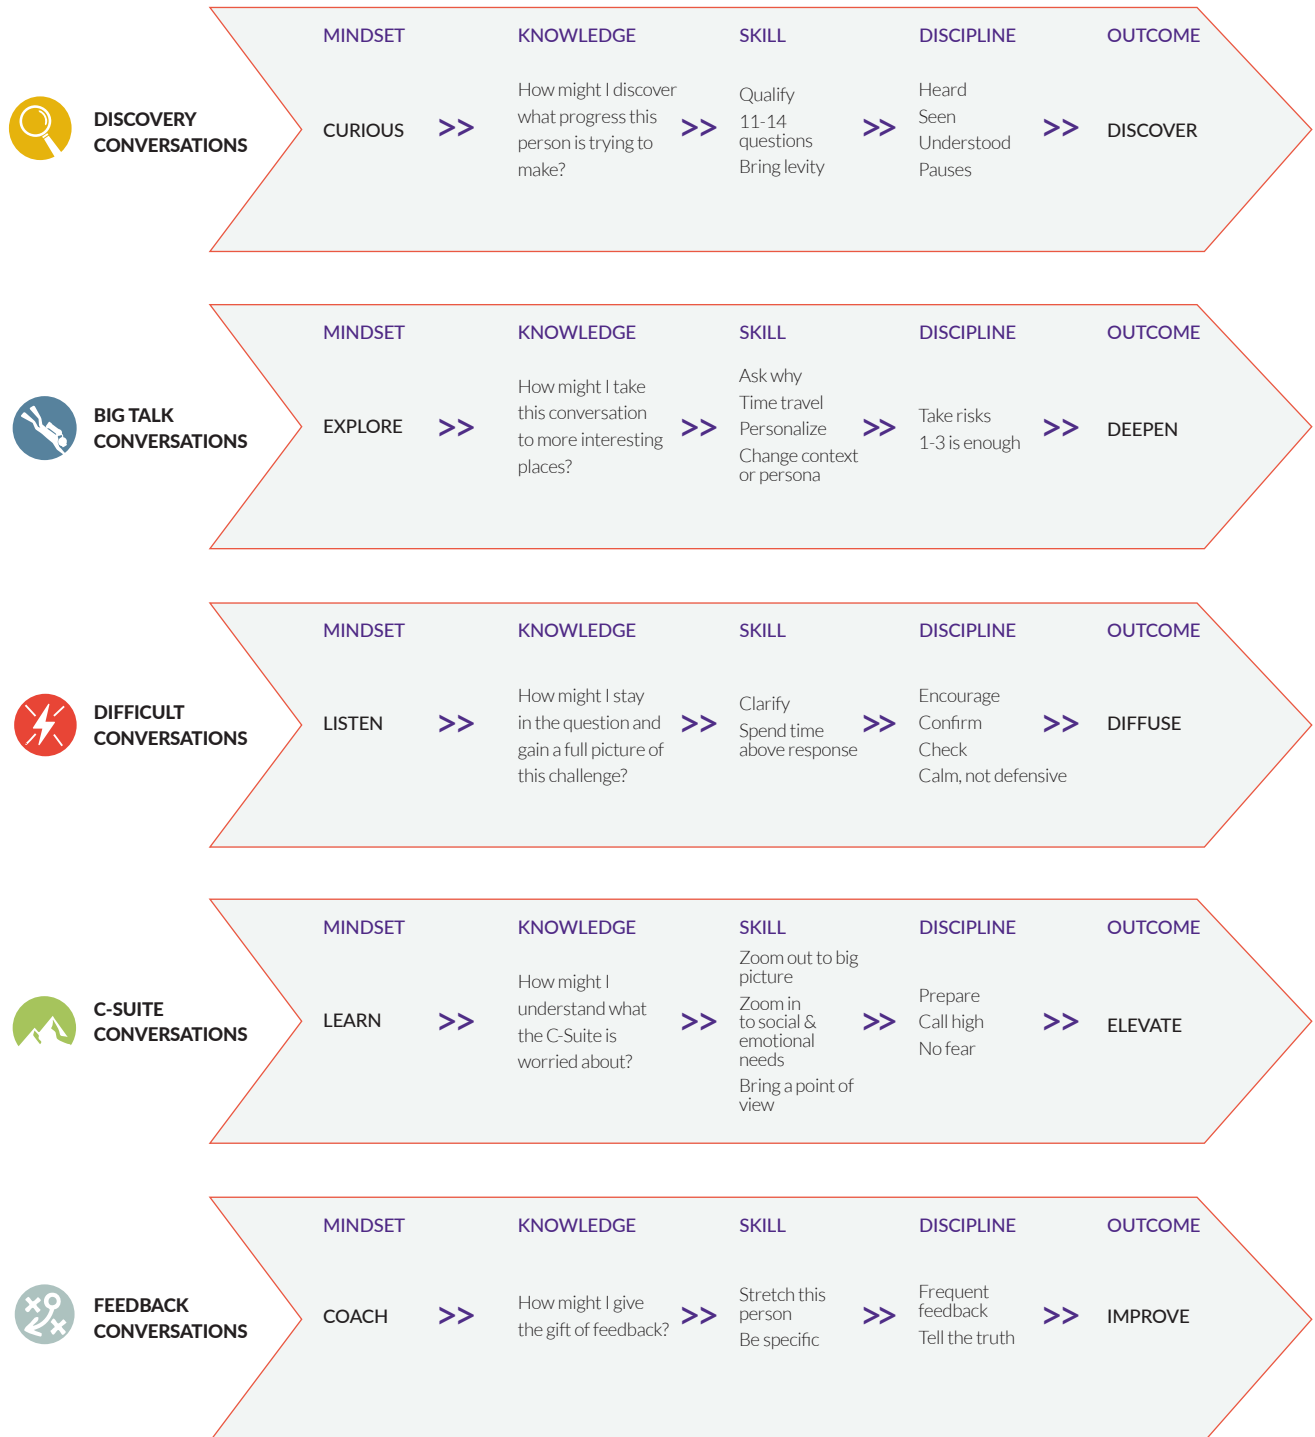 MINDSET KNOWLEDGE SKILL DISCIPLINE OUTCOME
DISCOVERY
CONVERSATIONS
CURIOUS
>>
How might I discover
what progress this
person is trying to
make?
>>
Qualify
11-14
questions
Bring levity
>>
Heard
Seen
Understood
Pauses
>>
DISCOVER
MINDSET KNOWLEDGE SKILL DISCIPLINE OUTCOME
BIG TALK
CONVERSATIONS
EXPLORE
>>
How might I take
this conversation
to more interesting
places?
>>
Ask why
Time travel
Personalize
Change context
or persona
>>
Take risks
1-3 is enough
>>
DEEPEN
MINDSET KNOWLEDGE SKILL DISCIPLINE OUTCOME
DIFFICULT
CONVERSATIONS
LISTEN
>>
How might I stay
in the question and
gain a full picture of
this challenge?
>>
Clarify
Spend time
above response
>>
Encourage
Confirm
Check
Calm, not defensive
>>
DIFFUSE
MINDSET KNOWLEDGE SKILL DISCIPLINE OUTCOME
C-SUITE
CONVERSATIONS
LEARN
>>
How might I
understand what
the C-Suite is
worried about?
>>
Zoom out to big
picture
Zoom in
to social &
emotional
needs
Bring a point of
view
>>
Prepare
Call high
No fear
>>
ELEVATE
MINDSET KNOWLEDGE SKILL DISCIPLINE OUTCOME
FEEDBACK
CONVERSATIONS
COACH
>>
How might I give
the gift of feedback?
>>
Stretch this
person
Be specific
>>
Frequent
feedback
Tell the truth
>>
IMPROVE